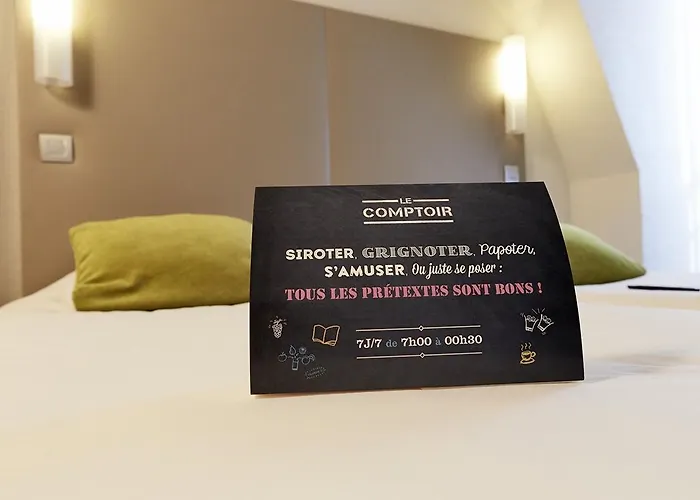 LE
COMPTOIR
SIROTER, GRIGNOTER, Papoter,
S'AMUSER, Ou juste se poser :
TOUS LES PRÉTEXTES SONT BONS !
7J/7 de 7h00 à 00h30